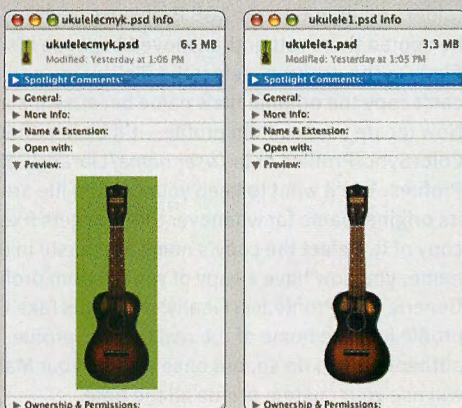 ukulelecmyk.psd Info
ukulelecmyk.psd 6.5 MB
Modified: Yesterday at 1:06 PM
Spotlight Comments:
General:
More Info:
Name & Extension:
Open with:
Preview:
Ownership & Permissions:
ukulele1.psd Info
ukulele1.psd 3.3 MB
Modified: Yesterday at 1:05 PM
Spotlight Comments:
General:
More Info:
Name & Extension:
Open with:
Preview:
Ownership & Permissions: